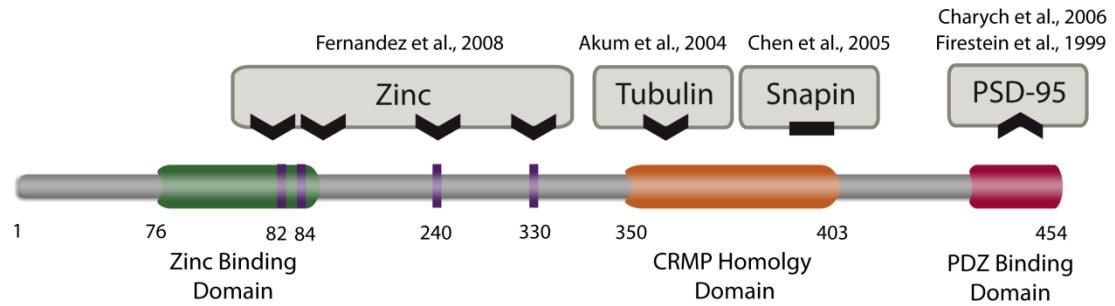 Charych et al., 2006
Fernandez et al., 2008 Akum et al., 2004 Chen et al., 2005 Firestein et al., 1999
Zinc Tubulin Snapin PSD-95
1 76 82 84 240 330 350 403 454
Zinc Binding CRMP Homolgy PDZ Binding
Domain Domain Domain